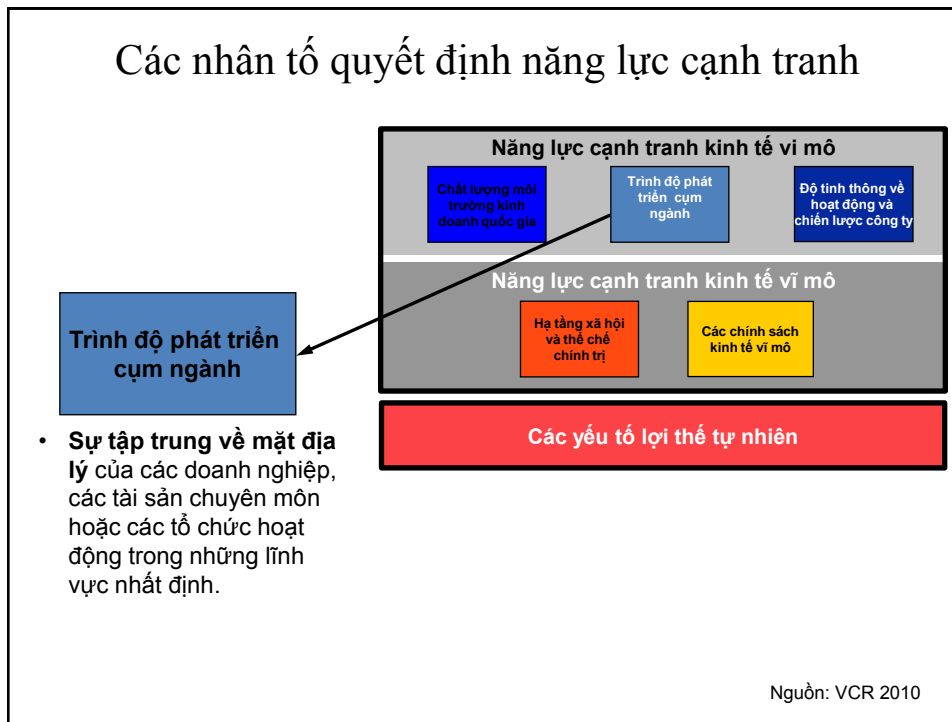 Các nhân tố quyết định năng lực cạnh tranh
Năng lực cạnh tranh kinh tế vi mô
Chất lượng môi
trường kinh
doanh quốc gia
Trình độ phát
triển cụm
ngành
Độ tinh thông về
hoạt động và
chiến lược công ty
Năng lực cạnh tranh kinh tế vĩ mô
Hạ tầng xã hội
và thể chế
chính trị
Các chính sách
kinh tế vĩ mô
Các yếu tố lợi thế tự nhiên
Trình độ phát triển
cụm ngành
• Sự tập trung về mặt địa
lý của các doanh nghiệp,
các tài sản chuyên môn
hoặc các tổ chức hoạt
động trong những lĩnh
vực nhất định.
Nguồn: VCR 2010